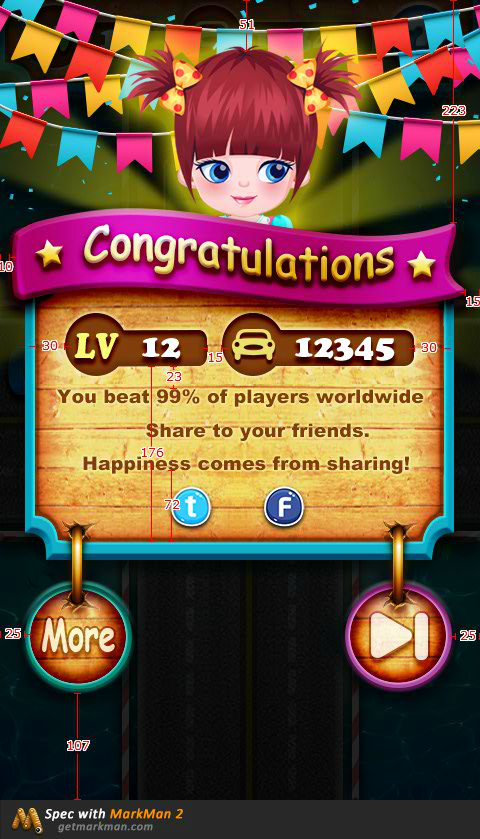 51
223
Congratulations
10
15
30 LV 12 15 12345 30
23
You beat 99% of players worldwide
Share to your friends.
176
Happiness comes from sharing!
72 t F
25 More 25
107
Spec with MarkMan 2
getmarkman.com